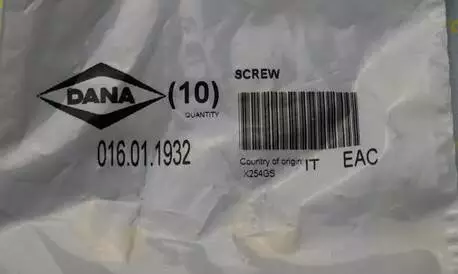 DANA
(10)
QUANTITY
016.01.1932
SCREW
Country of origin: IT EAC
X254GS